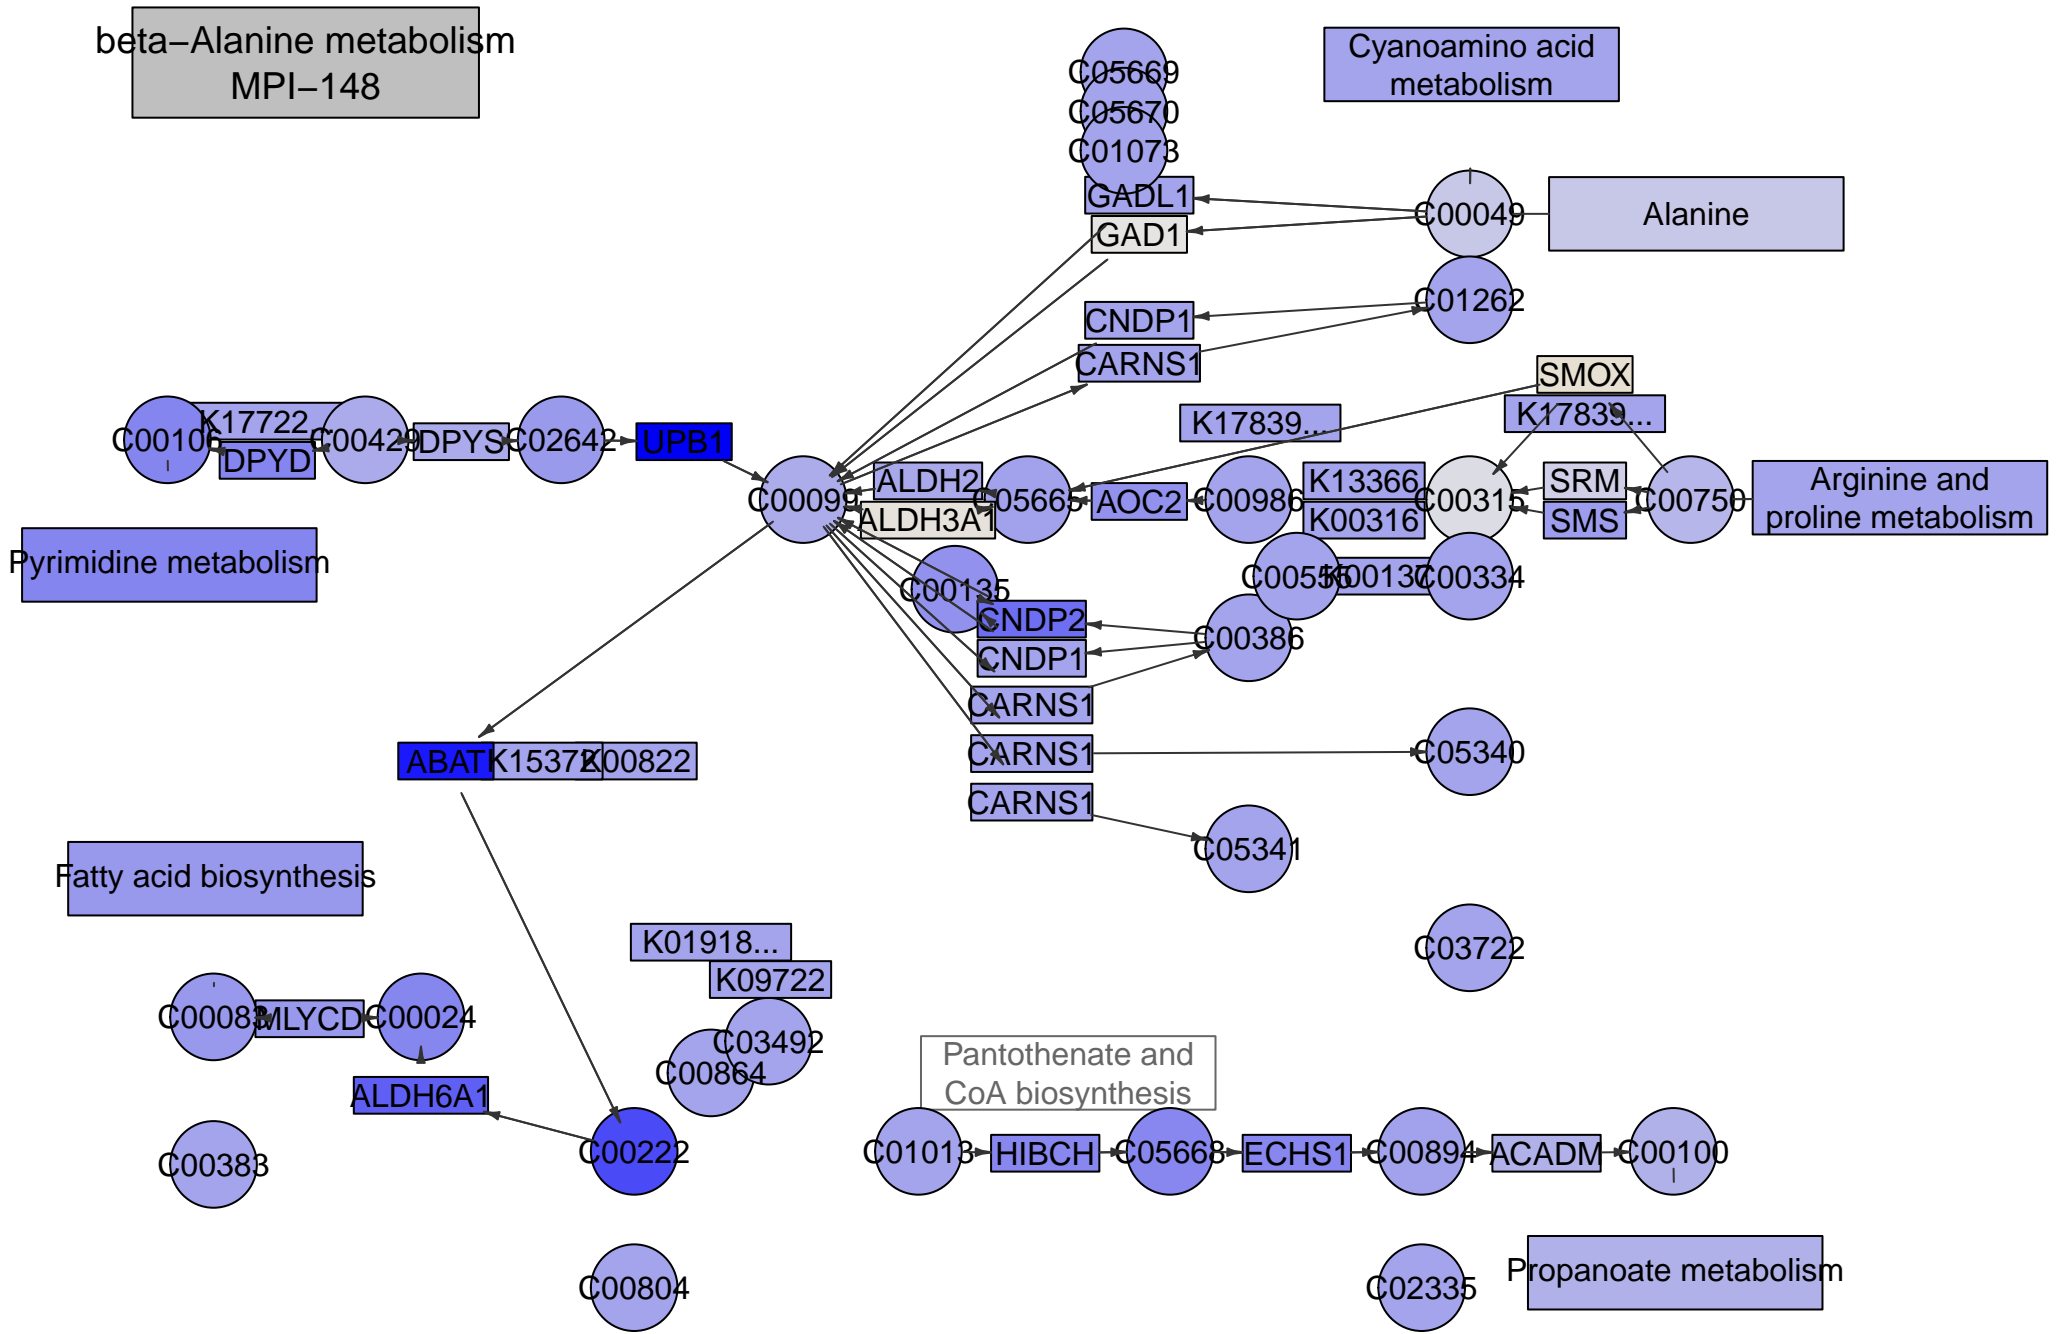 beta−Alanine metabolism
MPI−148
C05669
C05670
C01073
Cyanoamino acid
metabolism
GADL1
GAD1
C00049
Alanine
CNDP1
C01262
CARNS1
SMOX
K17839...
K17839...
C00106
K17722...
DPYD
C00429
DPYS
C02642
UPB1
C00099
ALDH2
ALDH3A1
C05665
AOC2
C00986
K13366
K00316
C00315
SRM
SMS
C00750
Arginine and
proline metabolism
Pyrimidine metabolism
C00135
C00555
K00137
C00334
CNDP2
CNDP1
C00386
CARNS1
CARNS1
CARNS1
C05340
C05341
ABAT
K15372
K00822
Fatty acid biosynthesis
K01918...
K09722
C03722
C00083
MLYCD
C00024
C03492
C00864
ALDH6A1
Pantothenate and
CoA biosynthesis
C00383
C00222
C01013
HIBCH
C05668
ECHS1
C00894
ACADM
C00100
C00804
C02335
Propanoate metabolism